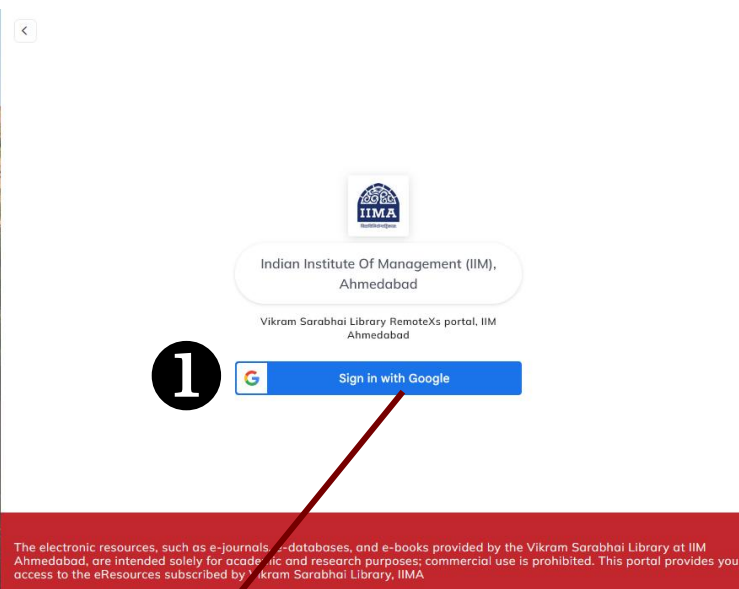 IIMA
Indian Institute Of Management (IIM),
Ahmedabad
Vikram Sarabhai Library RemoteXs portal, IIM
Ahmedabad
1
G Sign in with Google
The electronic resources, such as e-journals, e-databases, and e-books provided by the Vikram Sarabhai Library at IIM
Ahmedabad, are intended solely for academic and research purposes; commercial use is prohibited. This portal provides you
access to the eResources subscribed by Vikram Sarabhai Library, IIMA